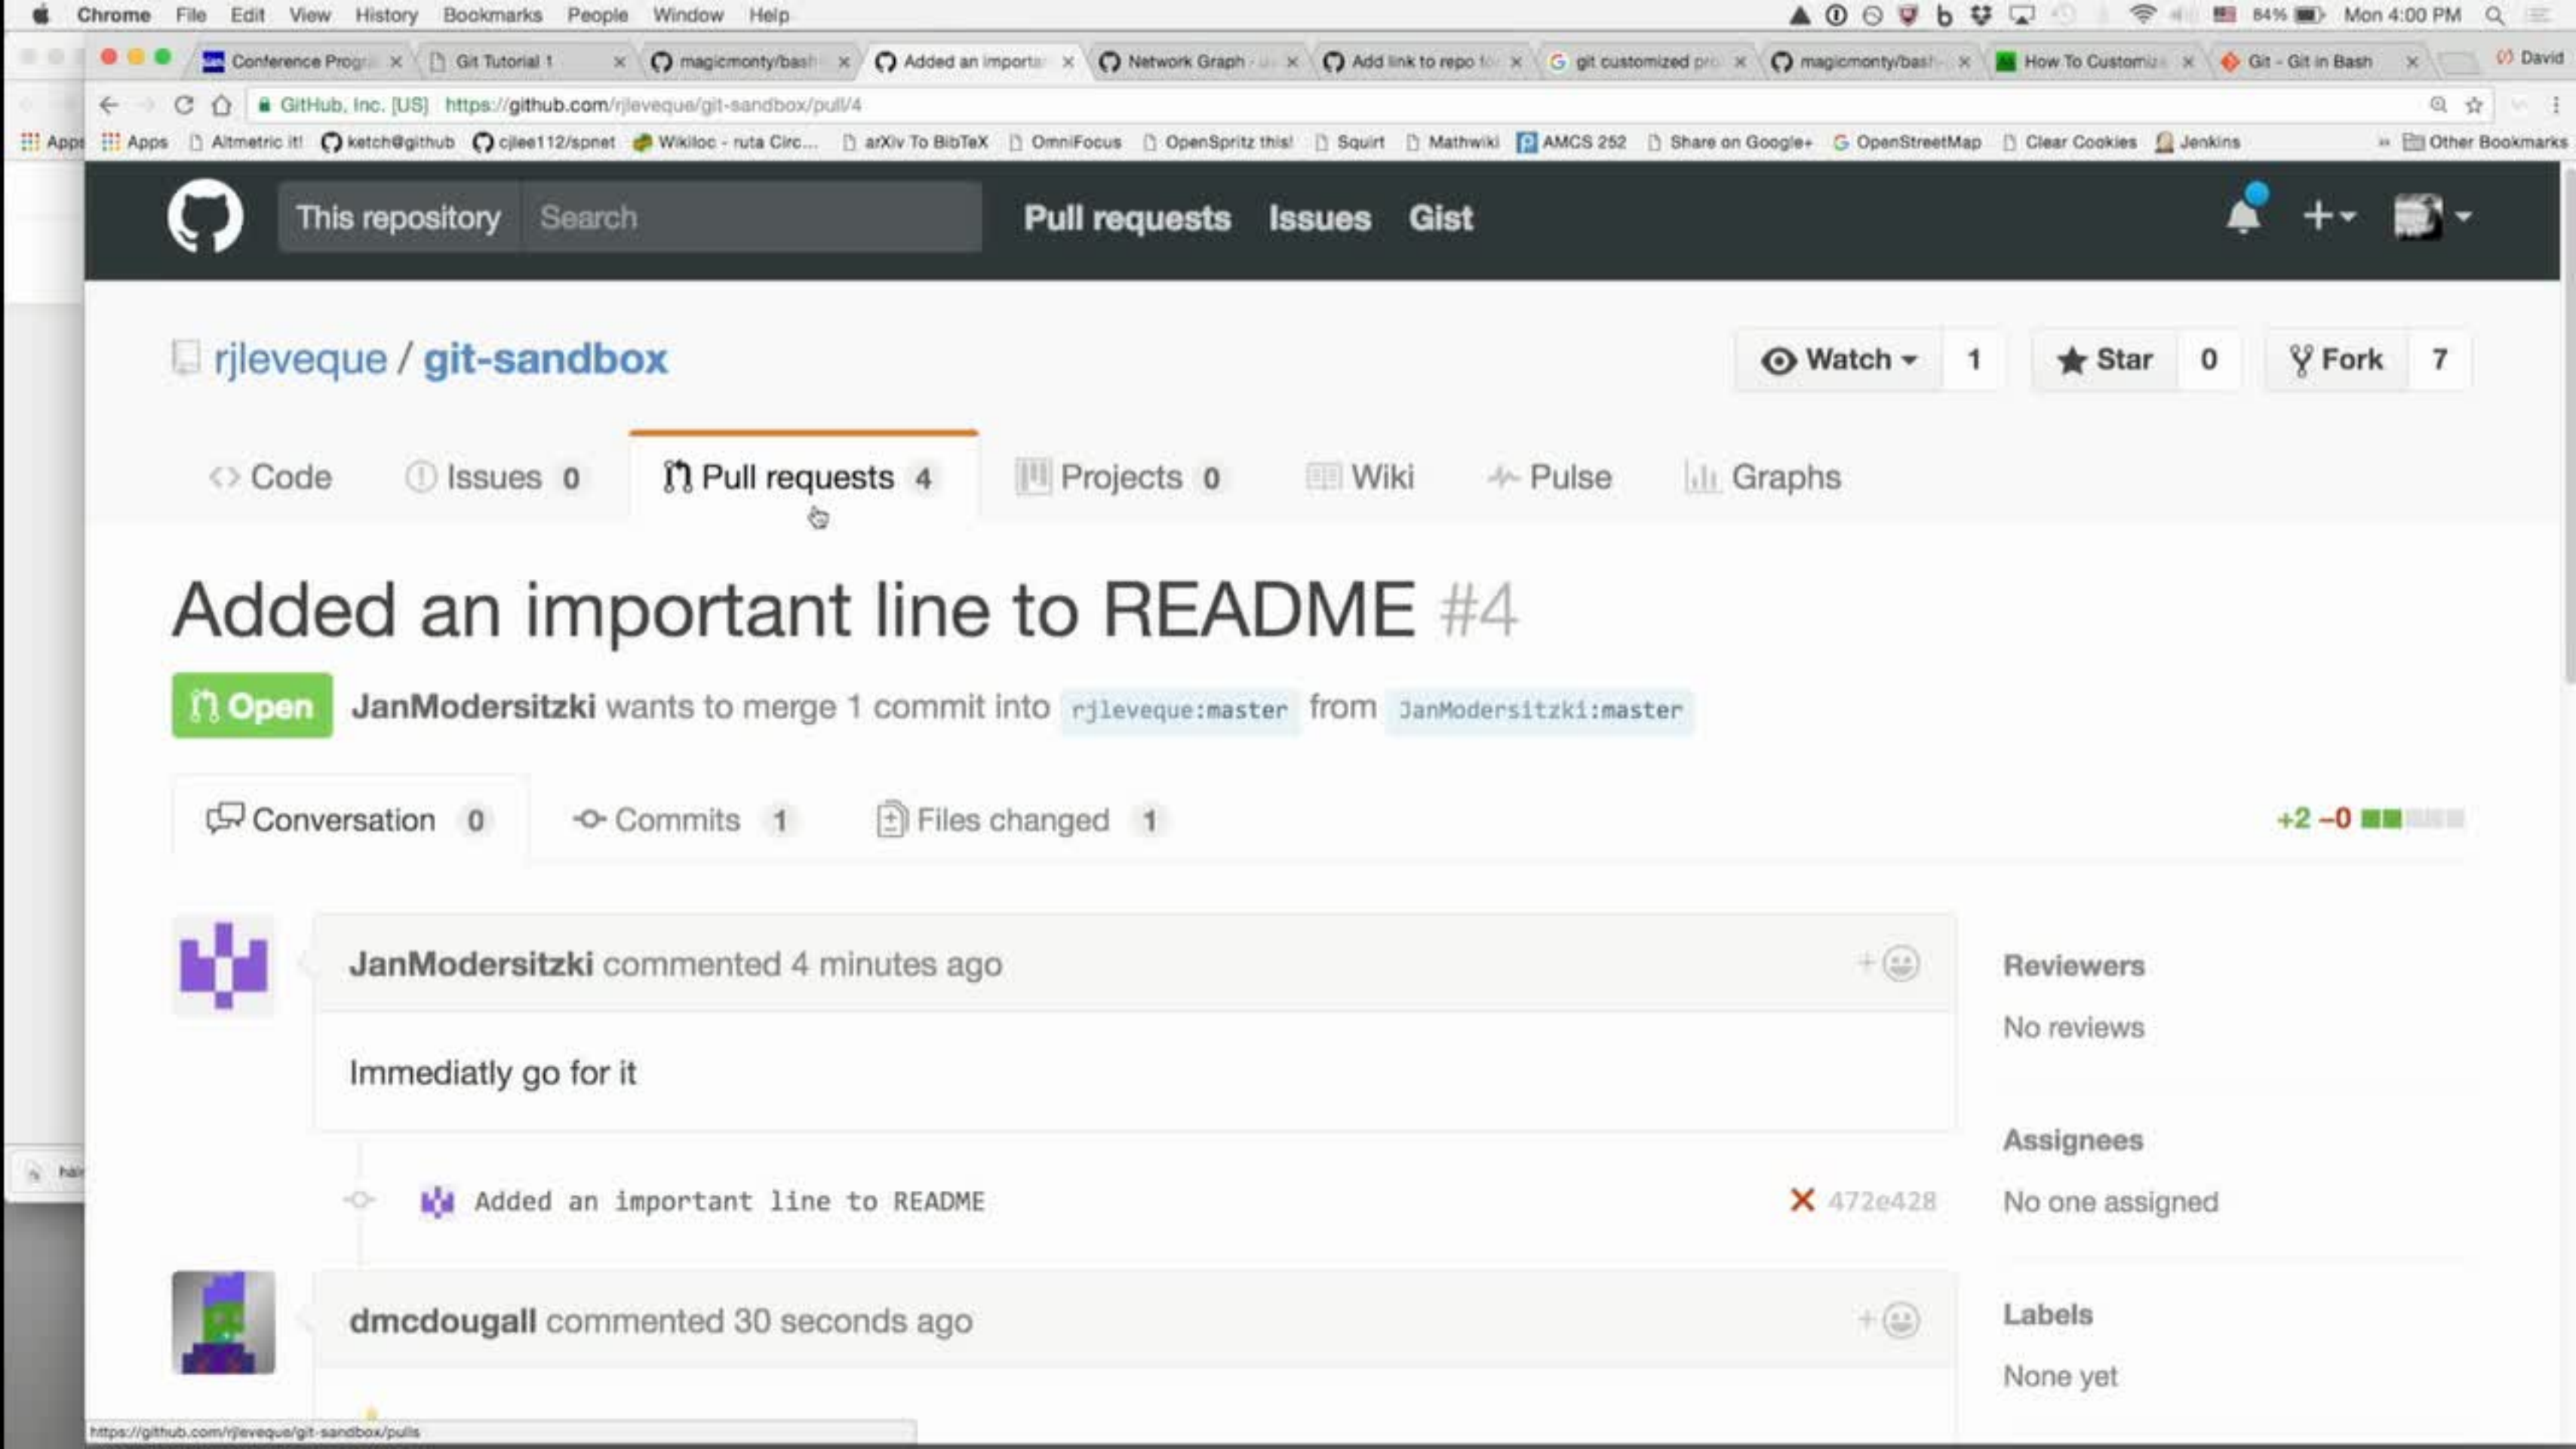 Chrome File Edit View History Bookmarks People Window Help 84% Mon 4:00 PM
Conference Progra Git Tutorial 1 magicmonty/bash Added an importa Network Graph Add link to repo for git customized pro magicmonty/bash- How To Customiz Git - Git in Bash David
GitHub, Inc. [US] https://github.com/rjleveque/git-sandbox/pull/4
Apps Apps Altmetric it! ketch@github cjlee112/spnet Wikiloc - ruta Circ... arXiv To BibTeX OmniFocus OpenSpritz this! Squirt Mathwiki AMCS 252 Share on Google+ OpenStreetMap Clear Cookies Jenkins » Other Bookmarks
This repository Search Pull requests Issues Gist
rjleveque / git-sandbox Watch 1 Star 0 Fork 7
Code Issues 0 Pull requests 4 Projects 0 Wiki Pulse Graphs
Added an important line to README #4
Open JanModersitzki wants to merge 1 commit into rjleveque:master from JanModersitzki:master
Conversation 0 Commits 1 Files changed 1 +2 −0
JanModersitzki commented 4 minutes ago
Reviewers
No reviews
Immediatly go for it
Assignees
Added an important line to README 472e428
No one assigned
dmcdougall commented 30 seconds ago
Labels
None yet
https://github.com/rjleveque/git-sandbox/pulls